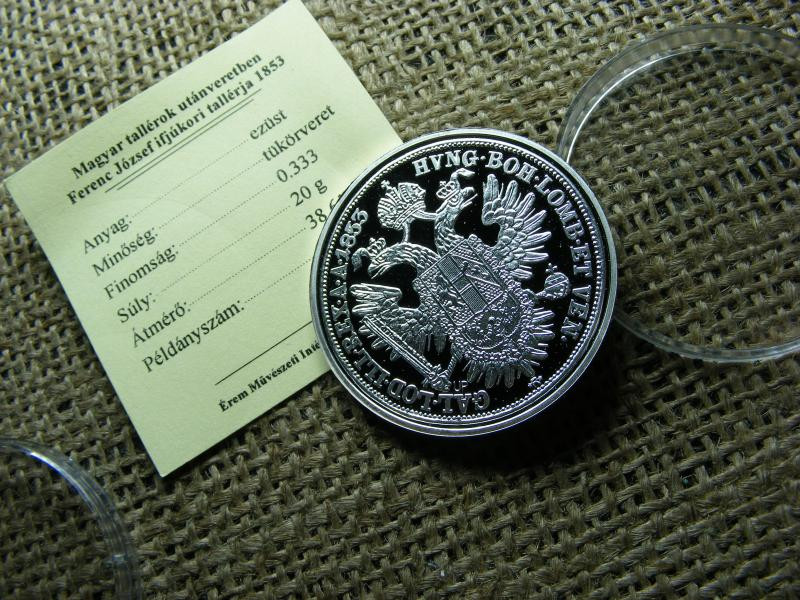 Magyar tallérok utánveretben
Ferenc József ifjúkori tallérja 1853
Anyag: ezüst
Minőség: tükörveret
Finomság: 0.333
Súly: 20 g
Átmérő:
Példányszám:
Érem Művészeti
HVNG·BOH·LOMB·ET VEN·
GAL·LOD·ILL·REX·A·A·1853
UP